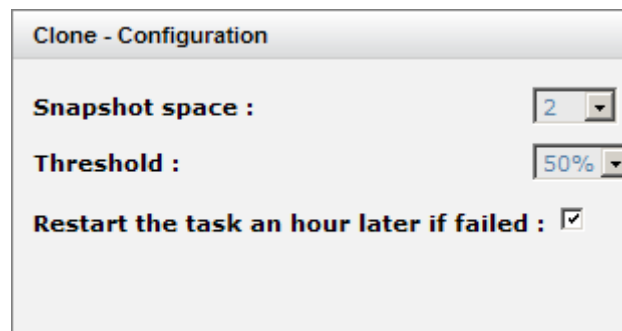 Clone - Configuration
Snapshot space : 2
Threshold : 50%
Restart the task an hour later if failed :